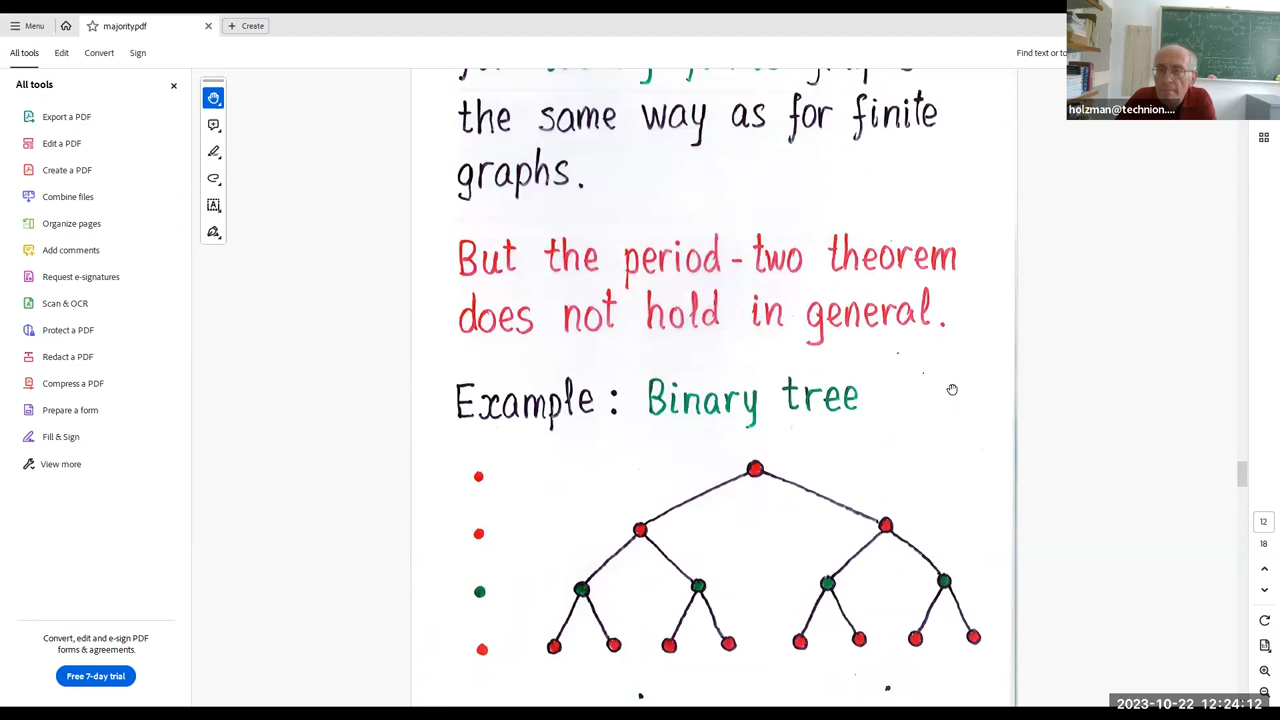 Menu
majority.pdf
Create
All tools
Edit
Convert
Sign
Find text or to
holzman@technion....
All tools
Export a PDF
Edit a PDF
Create a PDF
Combine files
Organize pages
Add comments
Request e-signatures
Scan & OCR
Protect a PDF
Redact a PDF
Compress a PDF
Prepare a form
Fill & Sign
View more
Convert, edit and e-sign PDF
forms & agreements.
Free 7-day trial
the same way as for finite
graphs.
But the period-two theorem
does not hold in general.
Example: Binary tree
12
18
2023-10-22 12:24:12